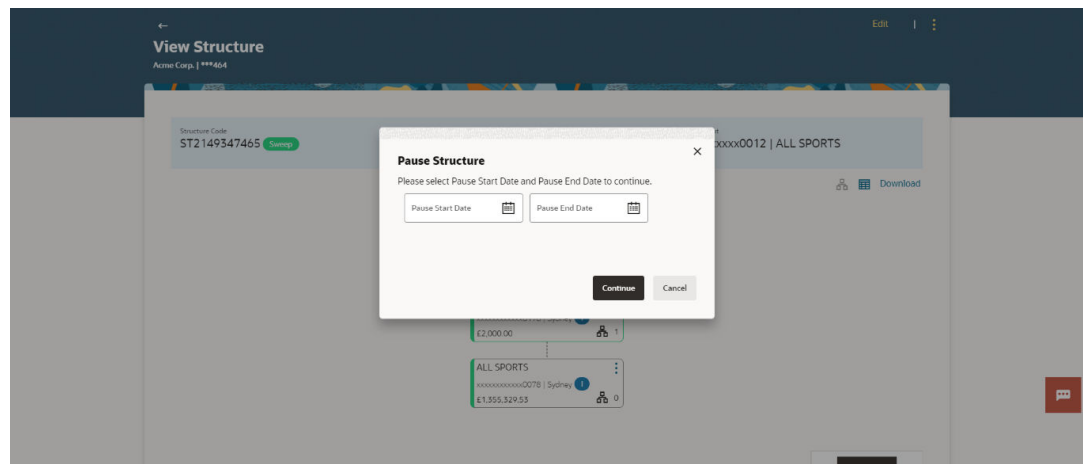 ←
Edit | ⋮
View Structure
Acme Corp. | ***464
Structure Code
ST2149347465 Sweep
xxxx0012 | ALL SPORTS
Download
Pause Structure
×
Please select Pause Start Date and Pause End Date to continue.
Pause Start Date
Pause End Date
Continue
Cancel
£2,000.00
1
ALL SPORTS
xxxxxxxxxxxx0078 | Sydney I
£1,355,329.53
0